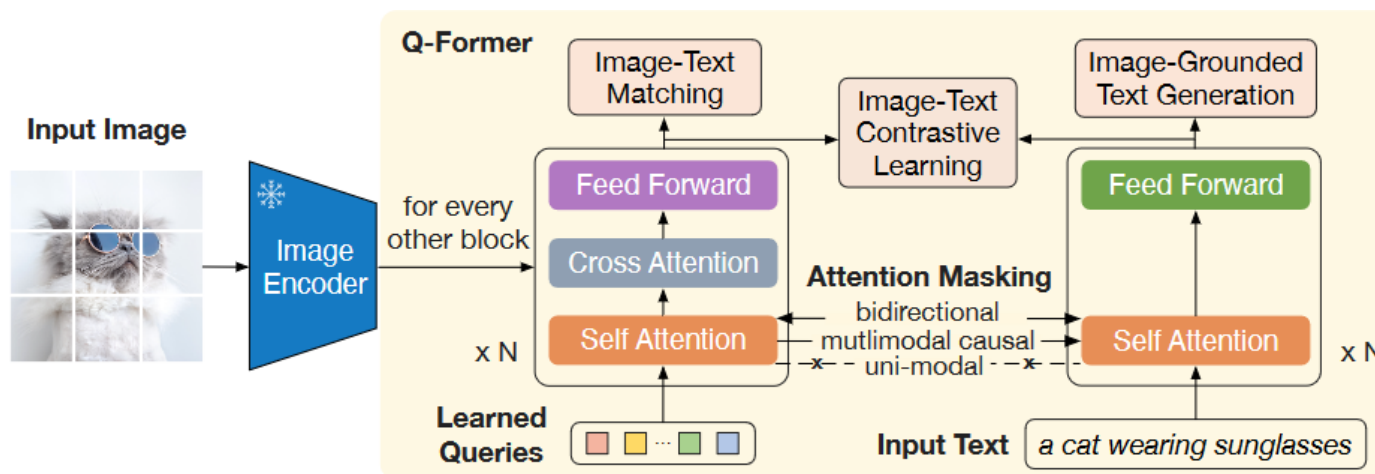 Q-Former
Image-Text
Matching
Image-Text
Contrastive
Learning
Image-Grounded
Text Generation
Input Image
Image
Encoder
for every
other block
Feed Forward
Cross Attention
Self Attention
x N
Attention Masking
bidirectional
mutlimodal causal
x uni-modal x
Feed Forward
Self Attention
x N
Learned
Queries
...
Input Text
a cat wearing sunglasses